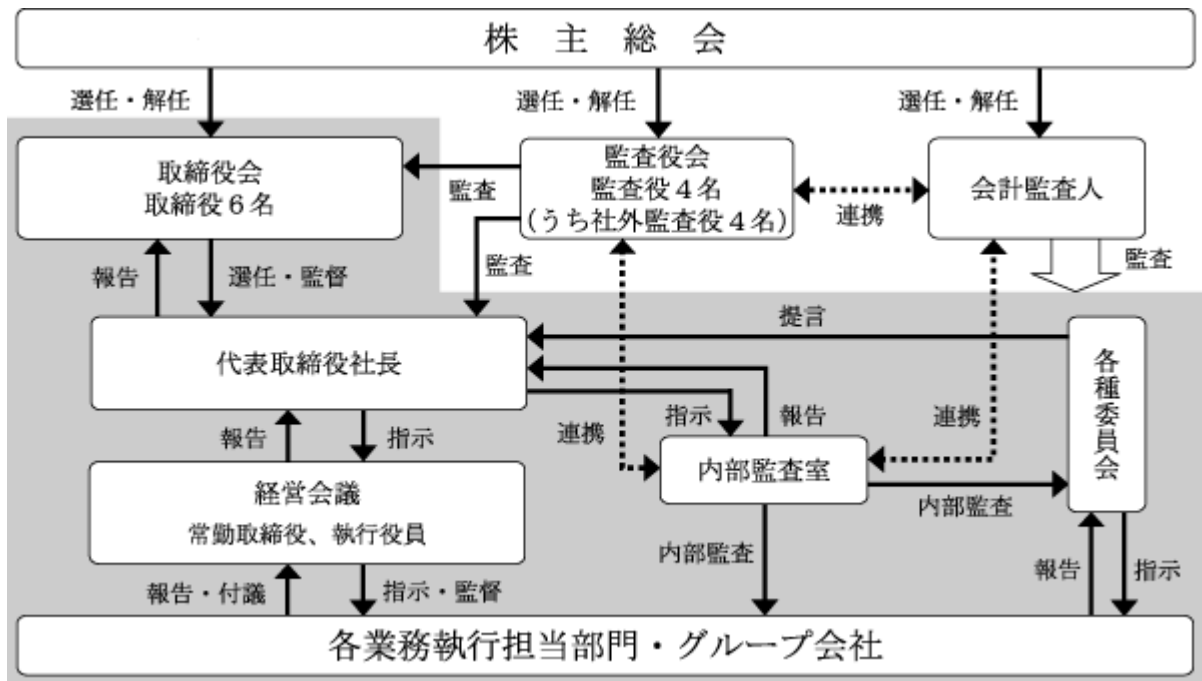 株主総会
選任・解任
選任・解任
選任・解任
取締役会
取締役６名
監査
監査役会
監査役４名
（うち社外監査役４名）
連携
会計監査人
報告
選任・監督
監査
監査
提言
代表取締役社長
各種委員会
指示
報告
連携
連携
報告
指示
内部監査室
経営会議
常勤取締役、執行役員
内部監査
内部監査
報告
指示
報告・付議
指示・監督
各業務執行担当部門・グループ会社